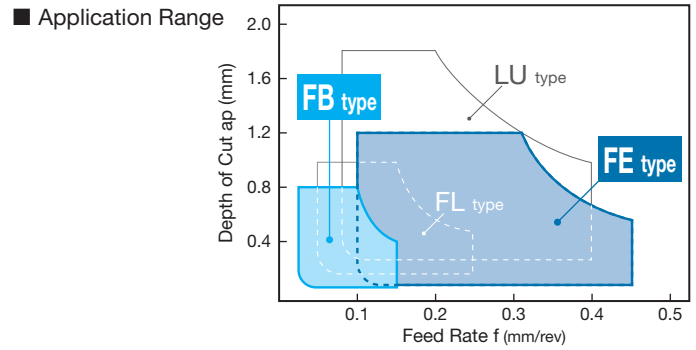 ■ Application Range
Depth of Cut ap (mm)
2.0
1.6
1.2
0.8
0.4
FB type
LU type
FE type
FL type
0.1 0.2 0.3 0.4 0.5
Feed Rate f (mm/rev)